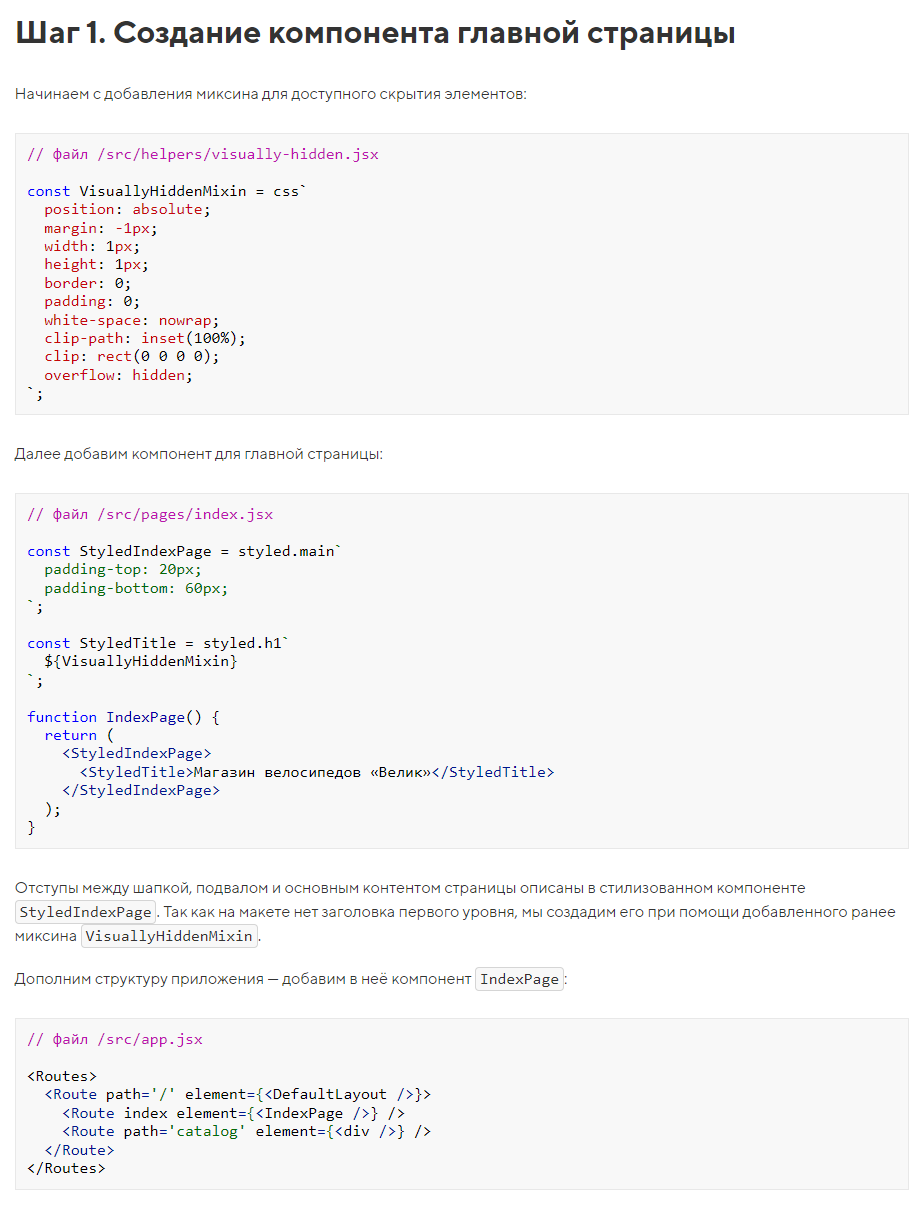 Шаг 1. Создание компонента главной страницы
Начинаем с добавления миксина для доступного скрытия элементов:
// файл /src/helpers/visually-hidden.jsx
const VisuallyHiddenMixin = css`
  position: absolute;
  margin: -1px;
  width: 1px;
  height: 1px;
  border: 0;
  padding: 0;
  white-space: nowrap;
  clip-path: inset(100%);
  clip: rect(0 0 0 0);
  overflow: hidden;
`;
Далее добавим компонент для главной страницы:
// файл /src/pages/index.jsx
const StyledIndexPage = styled.main`
  padding-top: 20px;
  padding-bottom: 60px;
`;
const StyledTitle = styled.h1`
  ${VisuallyHiddenMixin}
`;
function IndexPage() {
  return (
    <StyledIndexPage>
      <StyledTitle>Магазин велосипедов «Велик»</StyledTitle>
    </StyledIndexPage>
  );
}
Отступы между шапкой, подвалом и основным контентом страницы описаны в стилизованном компоненте
StyledIndexPage. Так как на макете нет заголовка первого уровня, мы создадим его при помощи добавленного ранее
миксина VisuallyHiddenMixin.
Дополним структуру приложения — добавим в неё компонент IndexPage:
// файл /src/app.jsx
<Routes>
  <Route path='/' element={<DefaultLayout />}>
    <Route index element={<IndexPage />} />
    <Route path='catalog' element={<div />} />
  </Route>
</Routes>